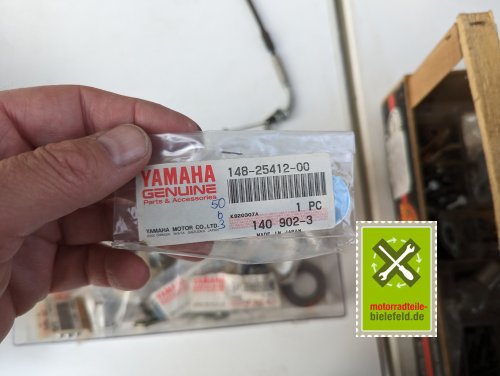 YAMAHA
GENUINE
Parts & Accessories
148-25412-00
50
6
3
K920307A
1 PC
YAMAHA MOTOR CO.,LTD.
140 902-3
MADE IN JAPAN
motorradteile-
bielefeld.de